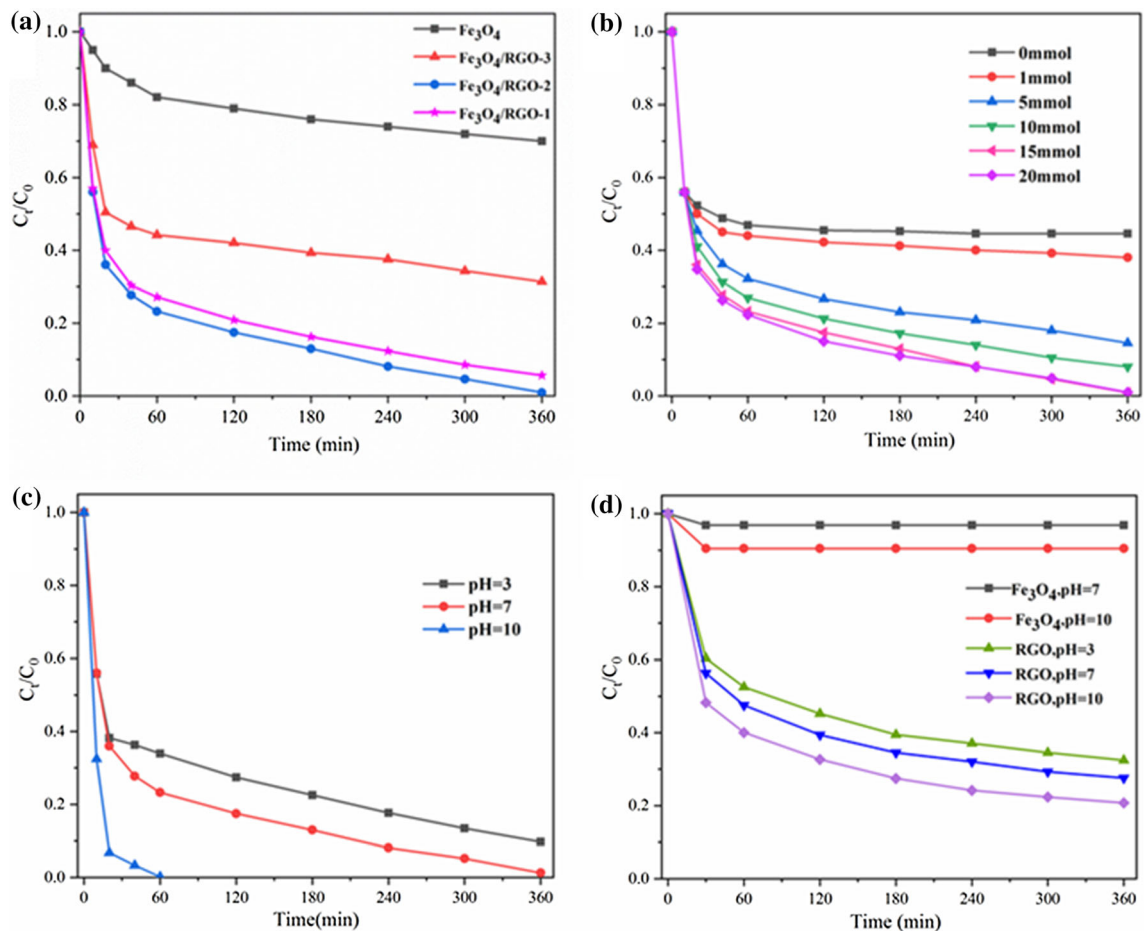 (a)
1.0
0.8
0.6
0.4
0.2
0.0
Cₜ/C₀
0 60 120 180 240 300 360
Time (min)
Fe₃O₄
Fe₃O₄/RGO-3
Fe₃O₄/RGO-2
Fe₃O₄/RGO-1
(b)
1.0
0.8
0.6
0.4
0.2
0.0
Cₜ/C₀
0 60 120 180 240 300 360
Time (min)
0mmol
1mmol
5mmol
10mmol
15mmol
20mmol
(c)
1.0
0.8
0.6
0.4
0.2
0.0
Cₜ/C₀
0 60 120 180 240 300 360
Time(min)
pH=3
pH=7
pH=10
(d)
1.0
0.8
0.6
0.4
0.2
0.0
Cₜ/C₀
0 60 120 180 240 300 360
Time (min)
Fe₃O₄,pH=7
Fe₃O₄,pH=10
RGO,pH=3
RGO,pH=7
RGO,pH=10